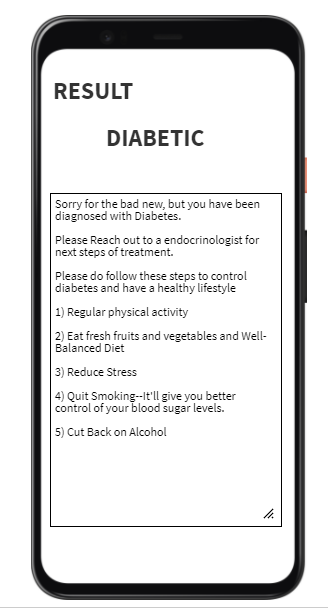 RESULT
DIABETIC
Sorry for the bad new, but you have been
diagnosed with Diabetes.
Please Reach out to a endocrinologist for
next steps of treatment.
Please do follow these steps to control
diabetes and have a healthy lifestyle
1) Regular physical activity
2) Eat fresh fruits and vegetables and Well-
Balanced Diet
3) Reduce Stress
4) Quit Smoking--It'll give you better
control of your blood sugar levels.
5) Cut Back on Alcohol